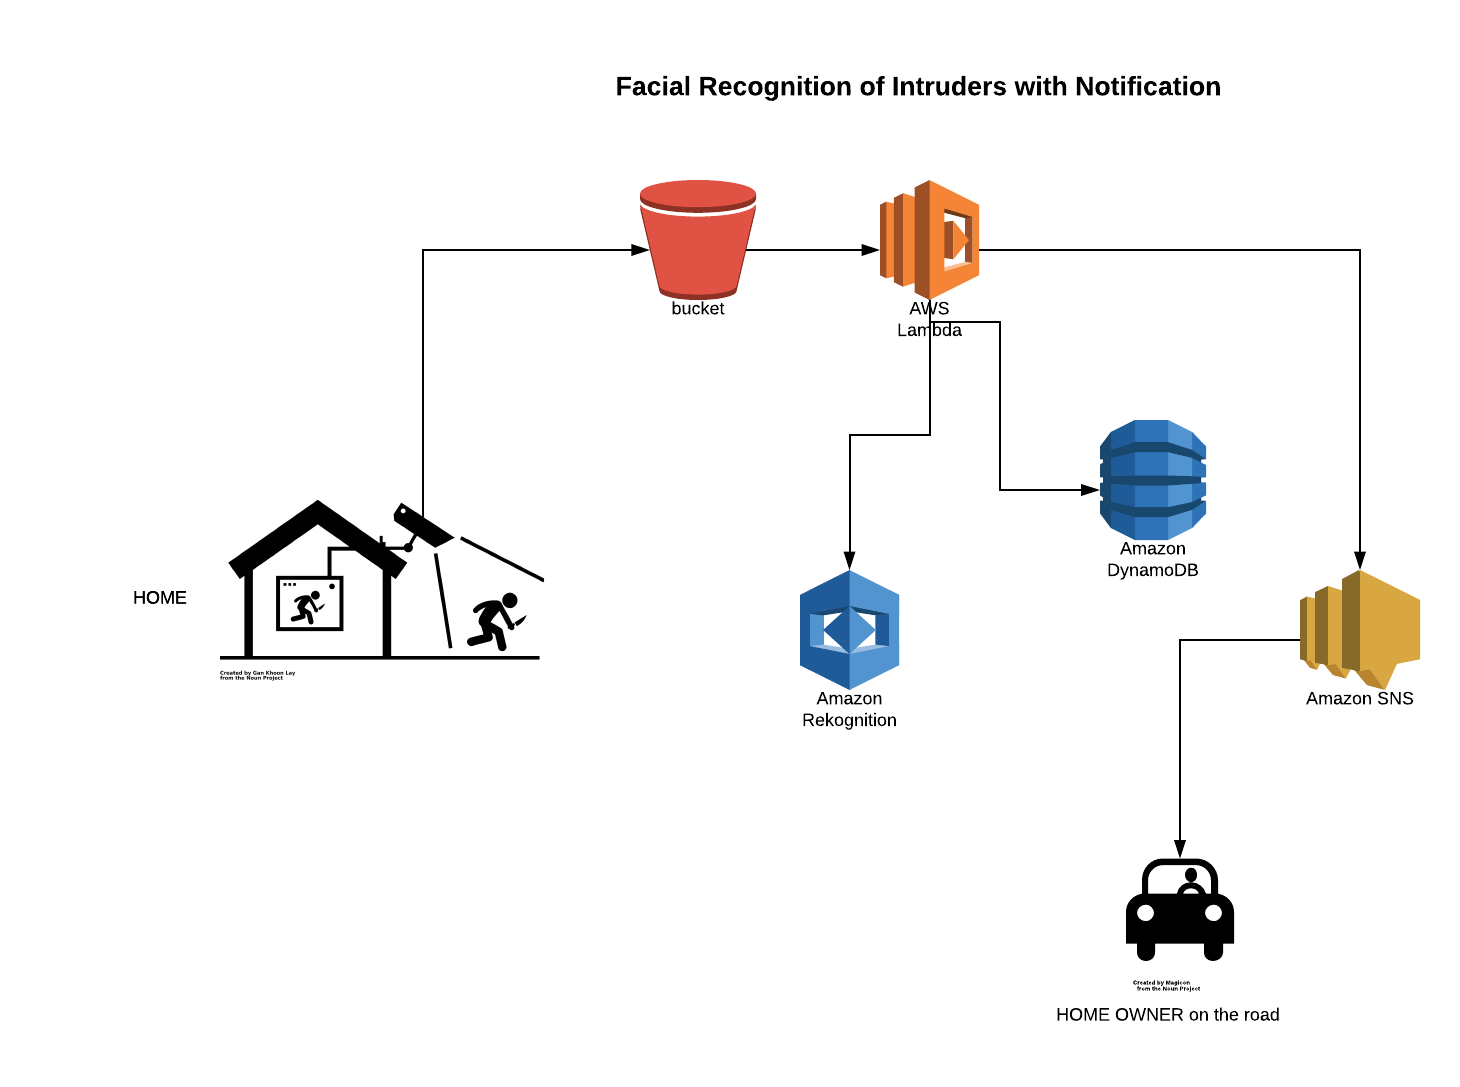 Facial Recognition of Intruders with Notification
bucket
AWS
Lambda
Amazon
DynamoDB
HOME
Created by Gan Khoon Lay
from the Noun Project
Amazon
Rekognition
Amazon SNS
Created by Magicon
from the Noun Project
HOME OWNER on the road